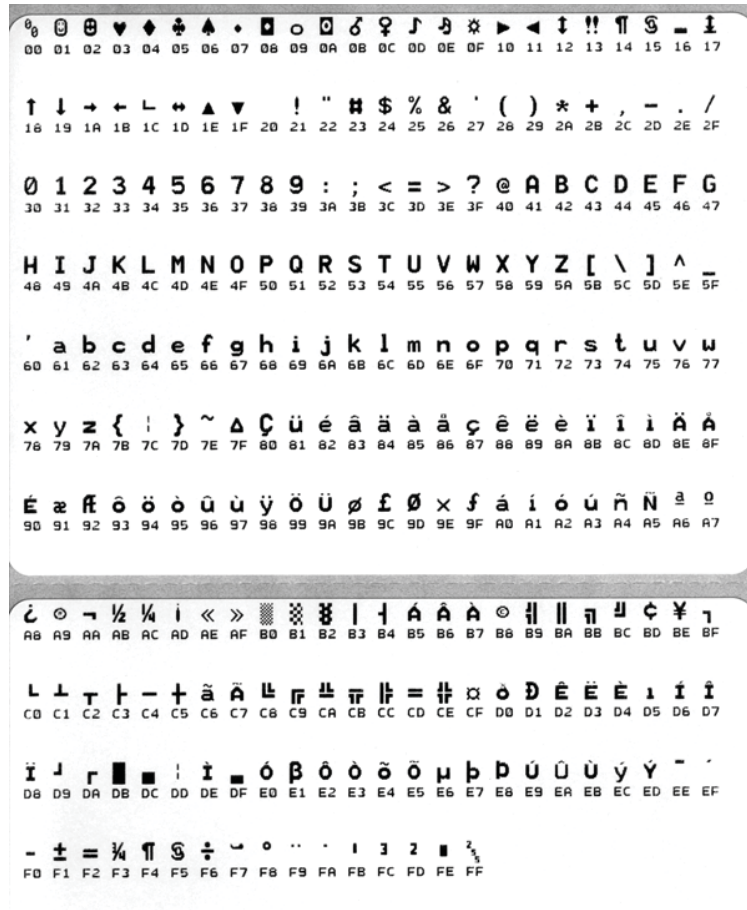 0 0 ☺ ☻ ♥ ♦ ♣ ♠ • ◘ ○ ◙ ♂ ♀ ♪ ♫ ☼ ► ◄ ↕ ‼ ¶ § ▬ ↨
00 01 02 03 04 05 06 07 08 09 0A 0B 0C 0D 0E 0F 10 11 12 13 14 15 16 17
↑ ↓ → ← ∟ ↔ ▲ ▼ ! " # $ % & ' ( ) * + , - . /
18 19 1A 1B 1C 1D 1E 1F 20 21 22 23 24 25 26 27 28 29 2A 2B 2C 2D 2E 2F
0 1 2 3 4 5 6 7 8 9 : ; < = > ? @ A B C D E F G
30 31 32 33 34 35 36 37 38 39 3A 3B 3C 3D 3E 3F 40 41 42 43 44 45 46 47
H I J K L M N O P Q R S T U V W X Y Z [ \ ] ^ _
48 49 4A 4B 4C 4D 4E 4F 50 51 52 53 54 55 56 57 58 59 5A 5B 5C 5D 5E 5F
' a b c d e f g h i j k l m n o p q r s t u v w
60 61 62 63 64 65 66 67 68 69 6A 6B 6C 6D 6E 6F 70 71 72 73 74 75 76 77
x y z { ¦ } ~ Δ Ç ü é â ä à å ç ê ë è ï î ì Ä Å
78 79 7A 7B 7C 7D 7E 7F 80 81 82 83 84 85 86 87 88 89 8A 8B 8C 8D 8E 8F
É æ Æ ô ö ò û ù ÿ Ö Ü ø £ Ø × ƒ á í ó ú ñ Ñ ª º
90 91 92 93 94 95 96 97 98 99 9A 9B 9C 9D 9E 9F A0 A1 A2 A3 A4 A5 A6 A7
¿ ® ¬ ½ ¼ ¡ « » ░ ▒ ▓ │ ┤ Á Â À © ╣ ║ ╗ ╝ ¢ ¥ ┐
A8 A9 AA AB AC AD AE AF B0 B1 B2 B3 B4 B5 B6 B7 B8 B9 BA BB BC BD BE BF
└ ┴ ┬ ├ ─ ┼ ã Ã ╚ ╔ ╩ ╦ ╠ ═ ╬ ¤ ð Đ Ê Ë È ı Í Î
C0 C1 C2 C3 C4 C5 C6 C7 C8 C9 CA CB CC CD CE CF D0 D1 D2 D3 D4 D5 D6 D7
Ï ┘ ┌ █ ▄ ¦ Ì ▬ Ó β Ô Ò õ Õ µ þ Þ Ú Û Ù ý Ý ¯ ´
D8 D9 DA DB DC DD DE DF E0 E1 E2 E3 E4 E5 E6 E7 E8 E9 EA EB EC ED EE EF
- ± = ¾ ¶ § ÷ ¸ ° ¨ · ı ³ ² ■ 2 5 5
F0 F1 F2 F3 F4 F5 F6 F7 F8 F9 FA FB FC FD FE FF